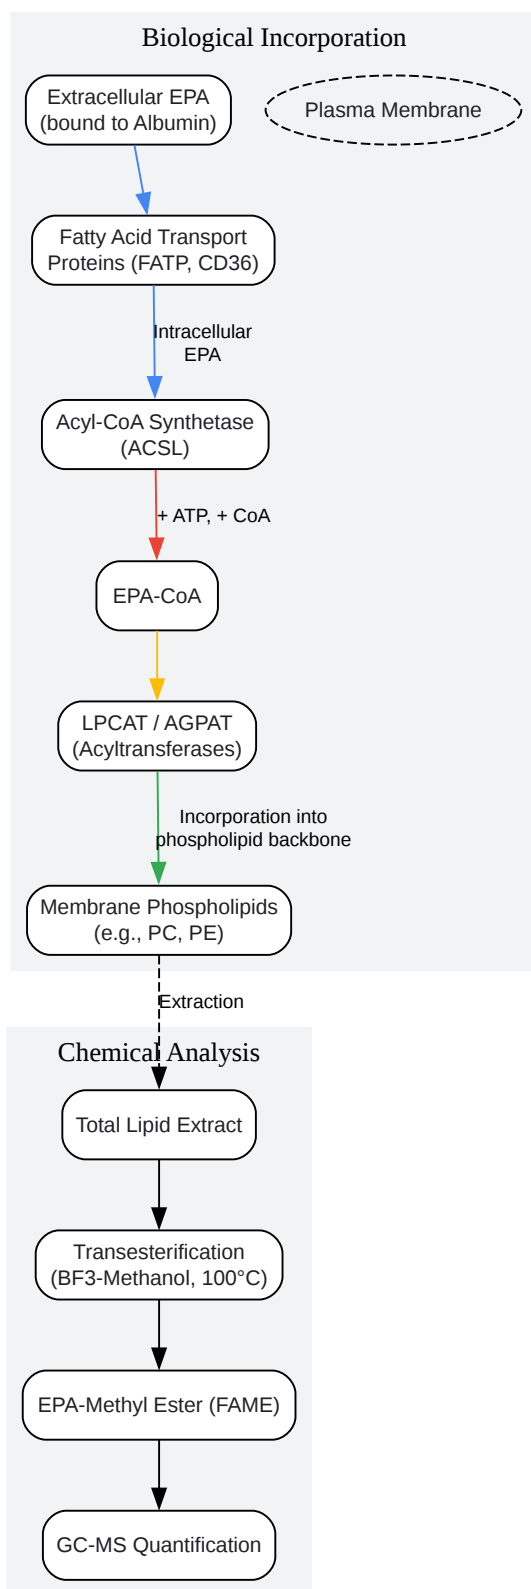 Biological Incorporation
Extracellular EPA
(bound to Albumin)
Plasma Membrane
Fatty Acid Transport
Proteins (FATP, CD36)
Intracellular
EPA
Acyl-CoA Synthetase
(ACSL)
+ ATP, + CoA
EPA-CoA
LPCAT / AGPAT
(Acyltransferases)
Incorporation into
phospholipid backbone
Membrane Phospholipids
(e.g., PC, PE)
Extraction
Chemical Analysis
Total Lipid Extract
Transesterification
(BF3-Methanol, 100°C)
EPA-Methyl Ester (FAME)
GC-MS Quantification